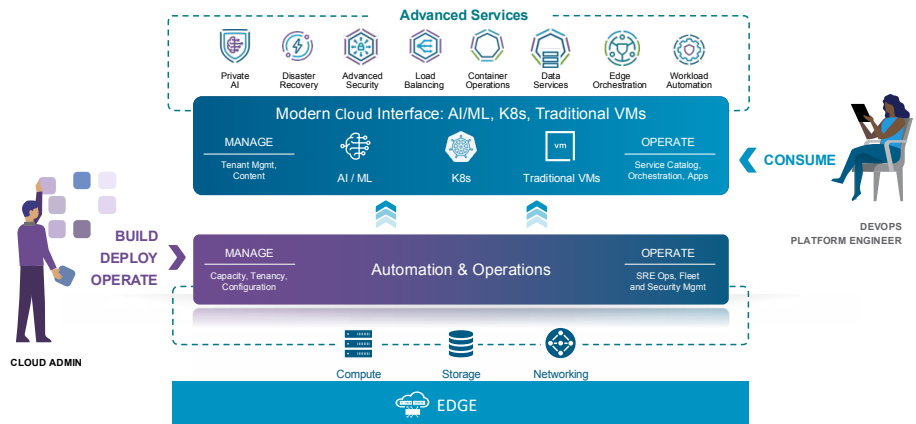 Advanced Services
Private
AI
Disaster
Recovery
Advanced
Security
Load
Balancing
Container
Operations
Data
Services
Edge
Orchestration
Workload
Automation
Modern Cloud Interface: AI/ML, K8s, Traditional VMs
MANAGE
Tenant Mgmt,
Content
AI / ML
K8s
vm
Traditional VMs
OPERATE
Service Catalog,
Orchestration, Apps
CONSUME
DEVOPS
PLATFORM ENGINEER
BUILD
DEPLOY
OPERATE
CLOUD ADMIN
MANAGE
Capacity, Tenancy,
Configuration
Automation & Operations
OPERATE
SRE Ops, Fleet
and Security Mgmt
Compute
Storage
Networking
EDGE